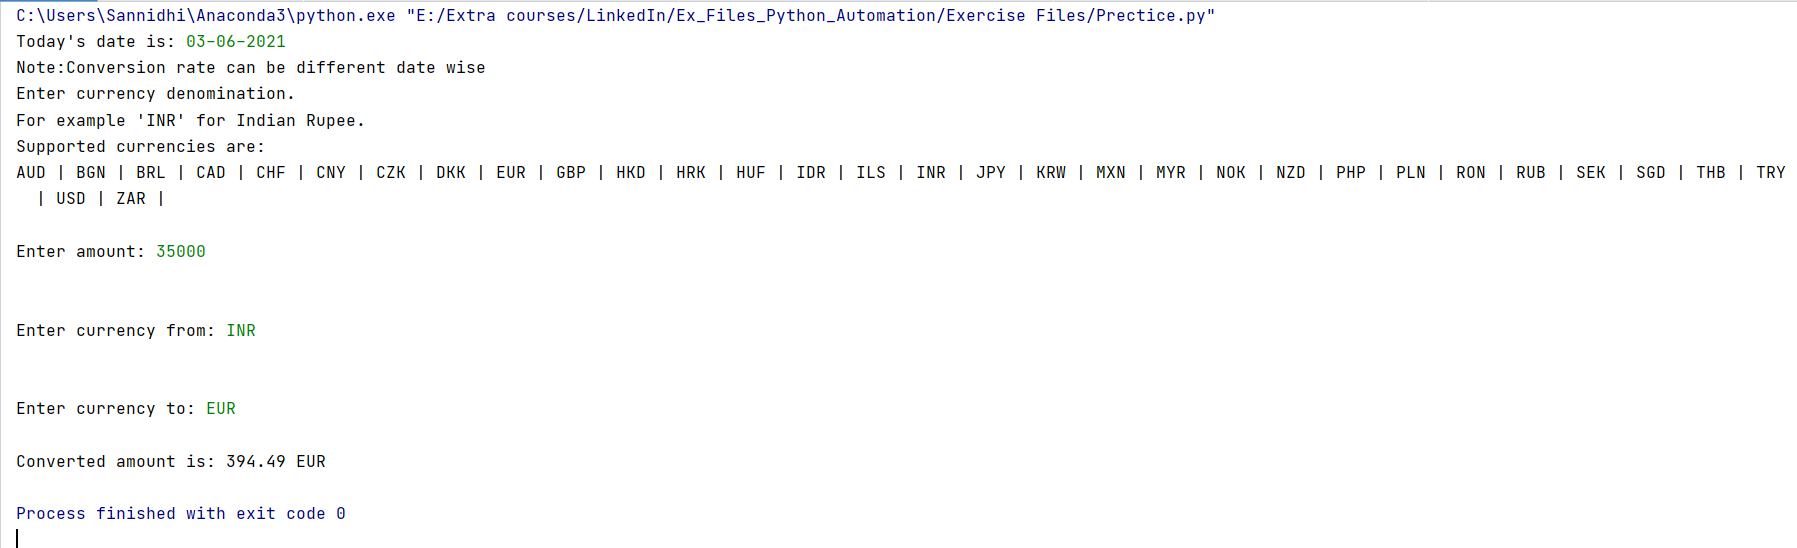 C:\Users\Sannidhi\Anaconda3\python.exe "E:/Extra courses/LinkedIn/Ex_Files_Python_Automation/Exercise Files/Prectice.py"
Today's date is: 03-06-2021
Note:Conversion rate can be different date wise
Enter currency denomination.
For example 'INR' for Indian Rupee.
Supported currencies are:
AUD | BGN | BRL | CAD | CHF | CNY | CZK | DKK | EUR | GBP | HKD | HRK | HUF | IDR | ILS | INR | JPY | KRW | MXN | MYR | NOK | NZD | PHP | PLN | RON | RUB | SEK | SGD | THB | TRY
| USD | ZAR |
Enter amount: 35000
Enter currency from: INR
Enter currency to: EUR
Converted amount is: 394.49 EUR
Process finished with exit code 0